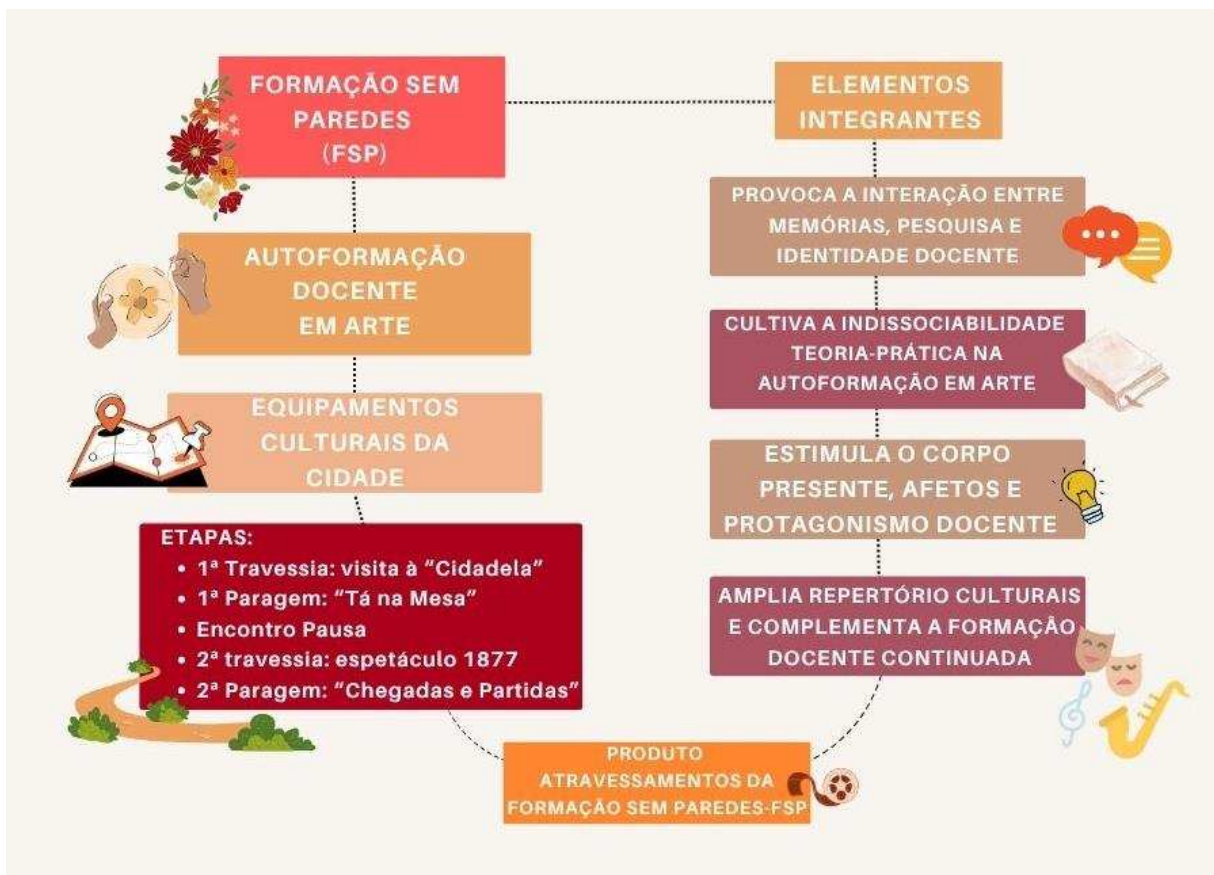 FORMAÇÃO SEM
PAREDES
(FSP)
AUTOFORMAÇÃO
DOCENTE
EM ARTE
EQUIPAMENTOS
CULTURAIS DA
CIDADE
ETAPAS:
• 1ª Travessia: visita à “Cidadela”
• 1ª Paragem: “Tá na Mesa”
• Encontro Pausa
• 2ª travessia: espetáculo 1877
• 2ª Paragem: “Chegadas e Partidas”
ELEMENTOS
INTEGRANTES
PROVOCA A INTERAÇÃO ENTRE
MEMÓRIAS, PESQUISA E
IDENTIDADE DOCENTE
CULTIVA A INDISSOCIABILIDADE
TEORIA-PRÁTICA NA
AUTOFORMAÇÃO EM ARTE
ESTIMULA O CORPO
PRESENTE, AFETOS E
PROTAGONISMO DOCENTE
AMPLIA REPERTÓRIO CULTURAIS
E COMPLEMENTA A FORMAÇÃO
DOCENTE CONTINUADA
PRODUTO
ATRAVESSAMENTOS DA
FORMAÇÃO SEM PAREDES-FSP